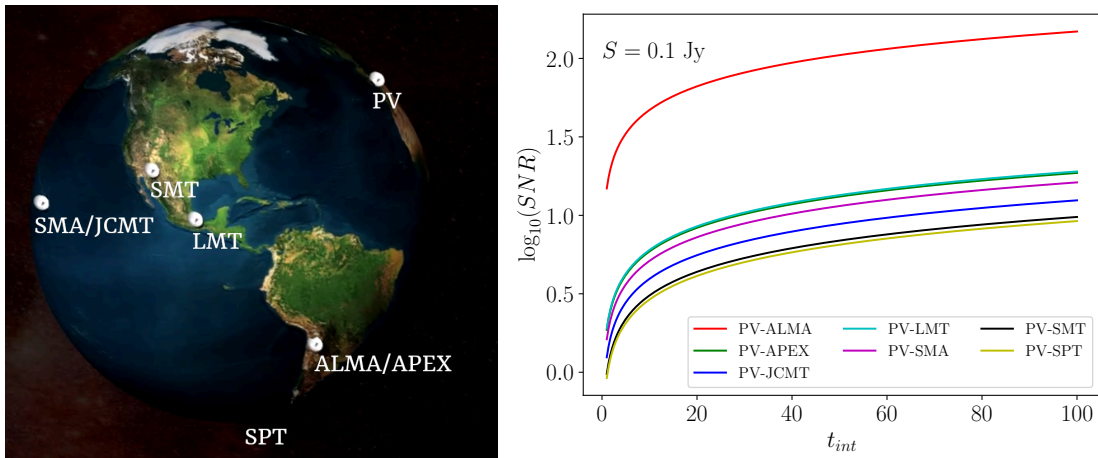 PV
SMT
SMA/JCMT
LMT
ALMA/APEX
SPT
S = 0.1 Jy
log₁₀(SNR)
2.0
1.5
1.0
0.5
0.0
PV-ALMA
PV-APEX
PV-JCMT
PV-LMT
PV-SMA
PV-SMT
PV-SPT
0 20 40 60 80 100
t_int